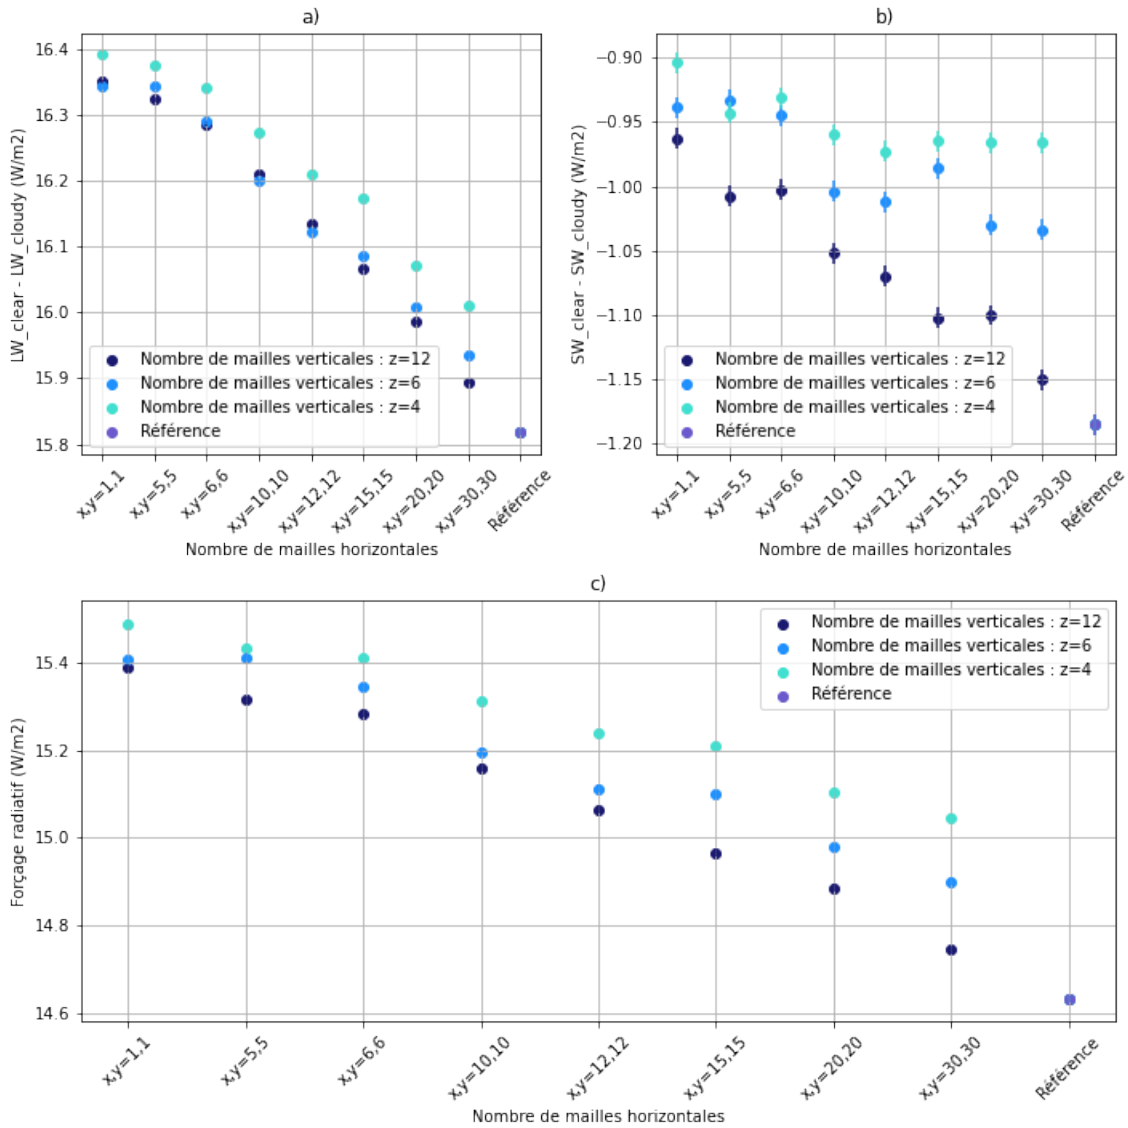 a)
16.4
16.3
16.2
16.1
16.0
15.9
15.8
LW_clear - LW_cloudy (W/m2)
Nombre de mailles verticales : z=12
Nombre de mailles verticales : z=6
Nombre de mailles verticales : z=4
Référence
x,y=1,1
x,y=5,5
x,y=6,6
x,y=10,10
x,y=12,12
x,y=15,15
x,y=20,20
x,y=30,30
Référence
Nombre de mailles horizontales
b)
−0.90
−0.95
−1.00
−1.05
−1.10
−1.15
−1.20
SW_clear - SW_cloudy (W/m2)
Nombre de mailles verticales : z=12
Nombre de mailles verticales : z=6
Nombre de mailles verticales : z=4
Référence
x,y=1,1
x,y=5,5
x,y=6,6
x,y=10,10
x,y=12,12
x,y=15,15
x,y=20,20
x,y=30,30
Référence
Nombre de mailles horizontales
c)
15.4
15.2
15.0
14.8
14.6
Forçage radiatif (W/m2)
Nombre de mailles verticales : z=12
Nombre de mailles verticales : z=6
Nombre de mailles verticales : z=4
Référence
x,y=1,1
x,y=5,5
x,y=6,6
x,y=10,10
x,y=12,12
x,y=15,15
x,y=20,20
x,y=30,30
Référence
Nombre de mailles horizontales